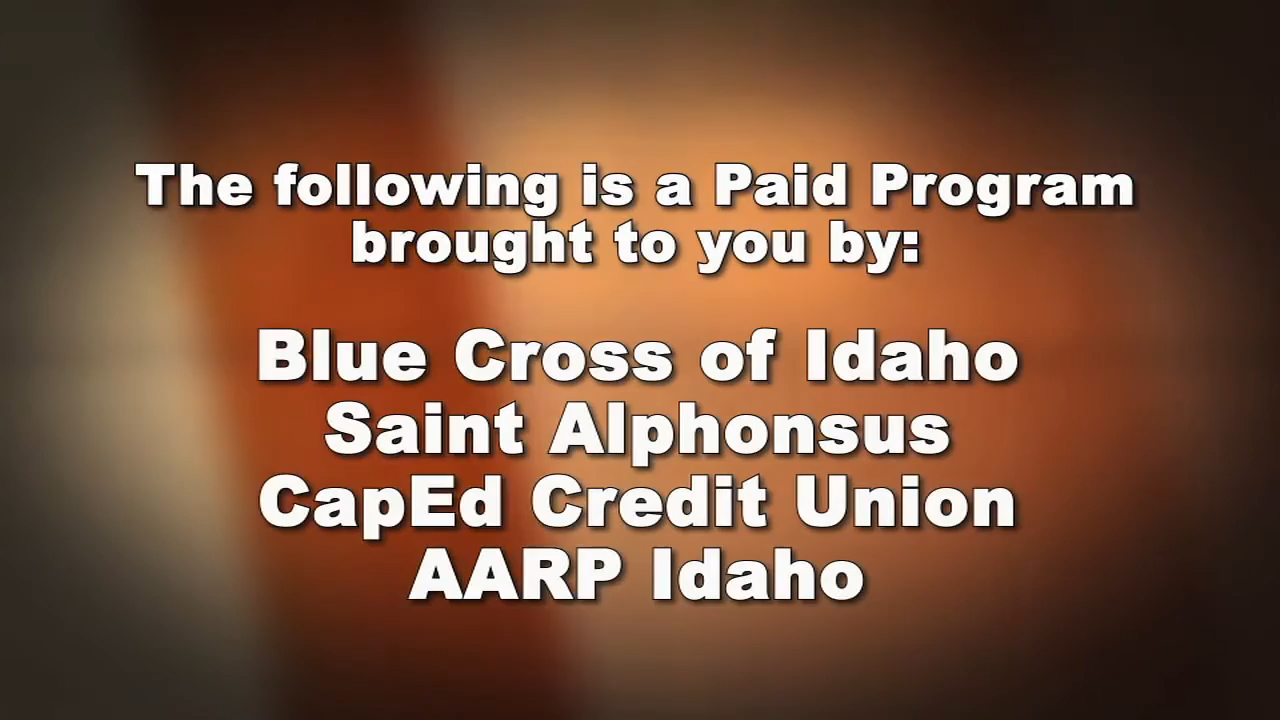 The following is a Paid Program
brought to you by:
Blue Cross of Idaho
Saint Alphonsus
CapEd Credit Union
AARP Idaho